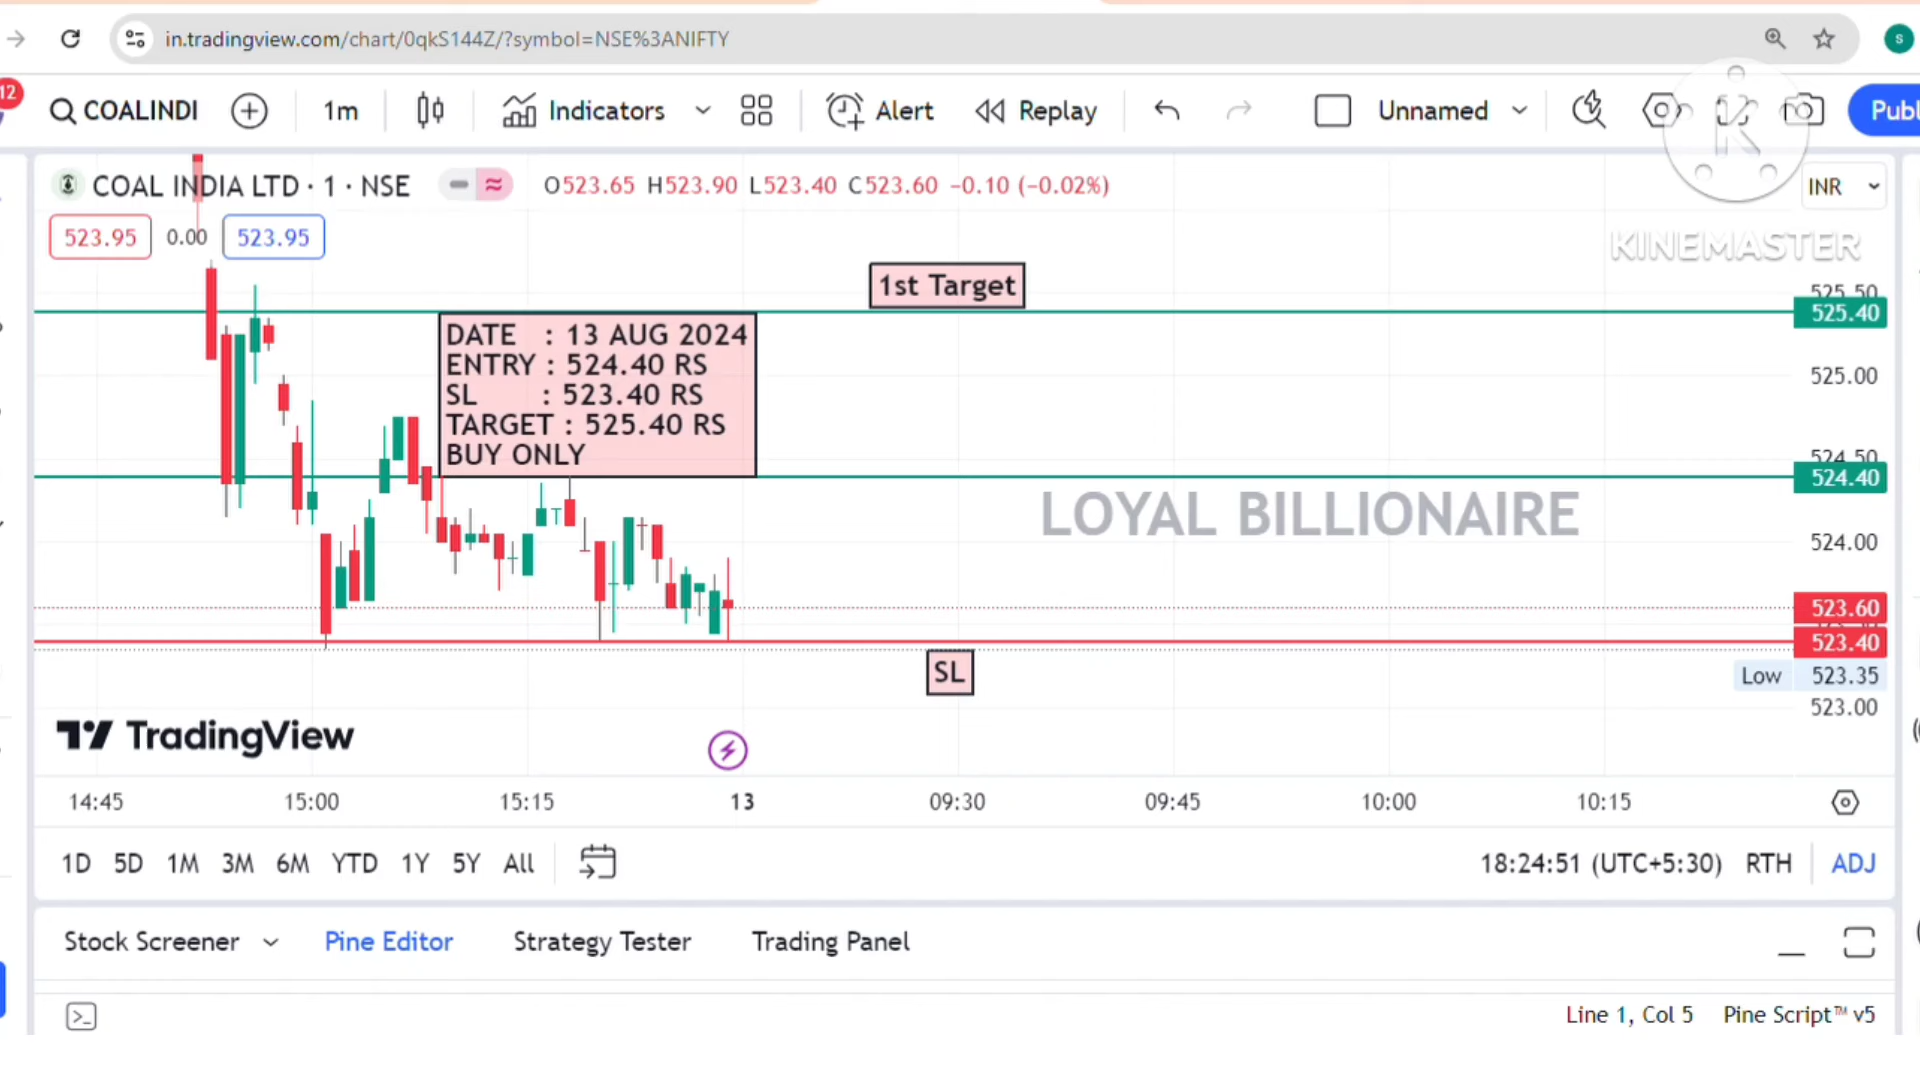 in.tradingview.com/chart/0qkS144Z/?symbol=NSE%3ANIFTY
S
12
COALINDI
1m
Indicators
Alert
Replay
Unnamed
Publ
COAL INDIA LTD · 1 · NSE
O523.65 H523.90 L523.40 C523.60 −0.10 (−0.02%)
INR
523.95 0.00 523.95
KINEMASTER
1st Target
525.50
525.40
DATE : 13 AUG 2024
ENTRY : 524.40 RS
SL : 523.40 RS
TARGET : 525.40 RS
BUY ONLY
525.00
524.50
524.40
LOYAL BILLIONAIRE
524.00
523.60
523.40
SL
Low 523.35
523.00
TradingView
14:45 15:00 15:15 13 09:30 09:45 10:00 10:15
1D 5D 1M 3M 6M YTD 1Y 5Y All
18:24:51 (UTC+5:30) RTH ADJ
Stock Screener Pine Editor Strategy Tester Trading Panel
Line 1, Col 5 Pine Script™ v5